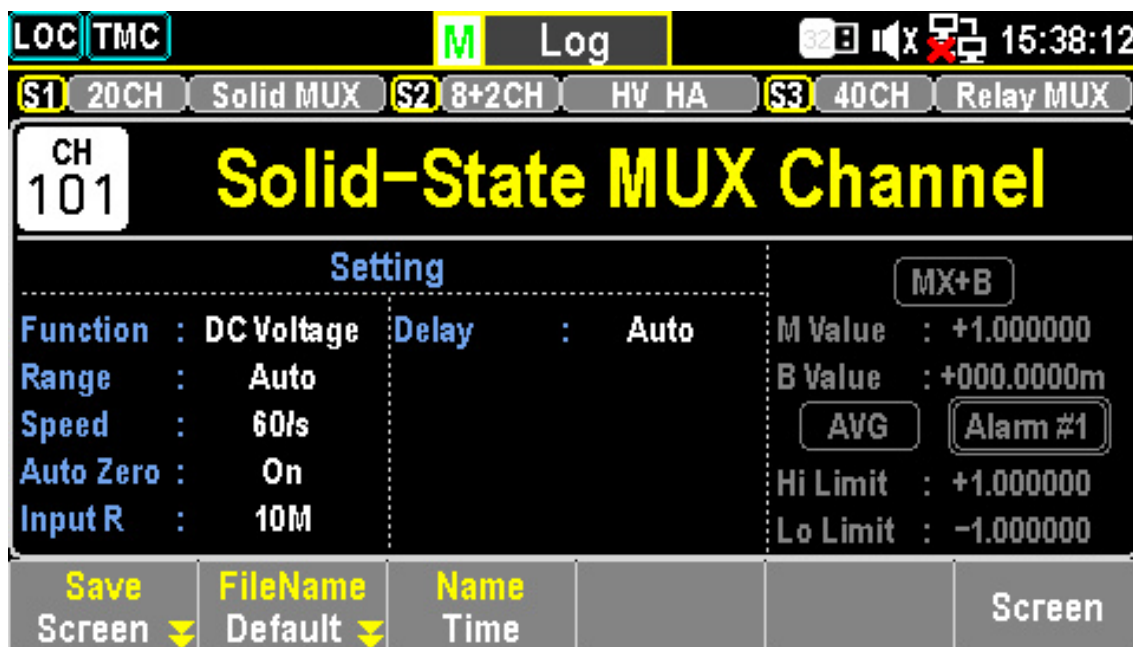 LOC TMC M Log 32 15:38:12
S1 20CH Solid MUX S2 8+2CH HV_HA S3 40CH Relay MUX
CH
101
Solid-State MUX Channel
Setting
MX+B
Function : DC Voltage Delay : Auto M Value : +1.000000
Range : Auto B Value : +000.0000m
Speed : 60/s AVG Alarm #1
Auto Zero : On Hi Limit : +1.000000
Input R : 10M Lo Limit : -1.000000
Save FileName Name
Screen Default Time Screen